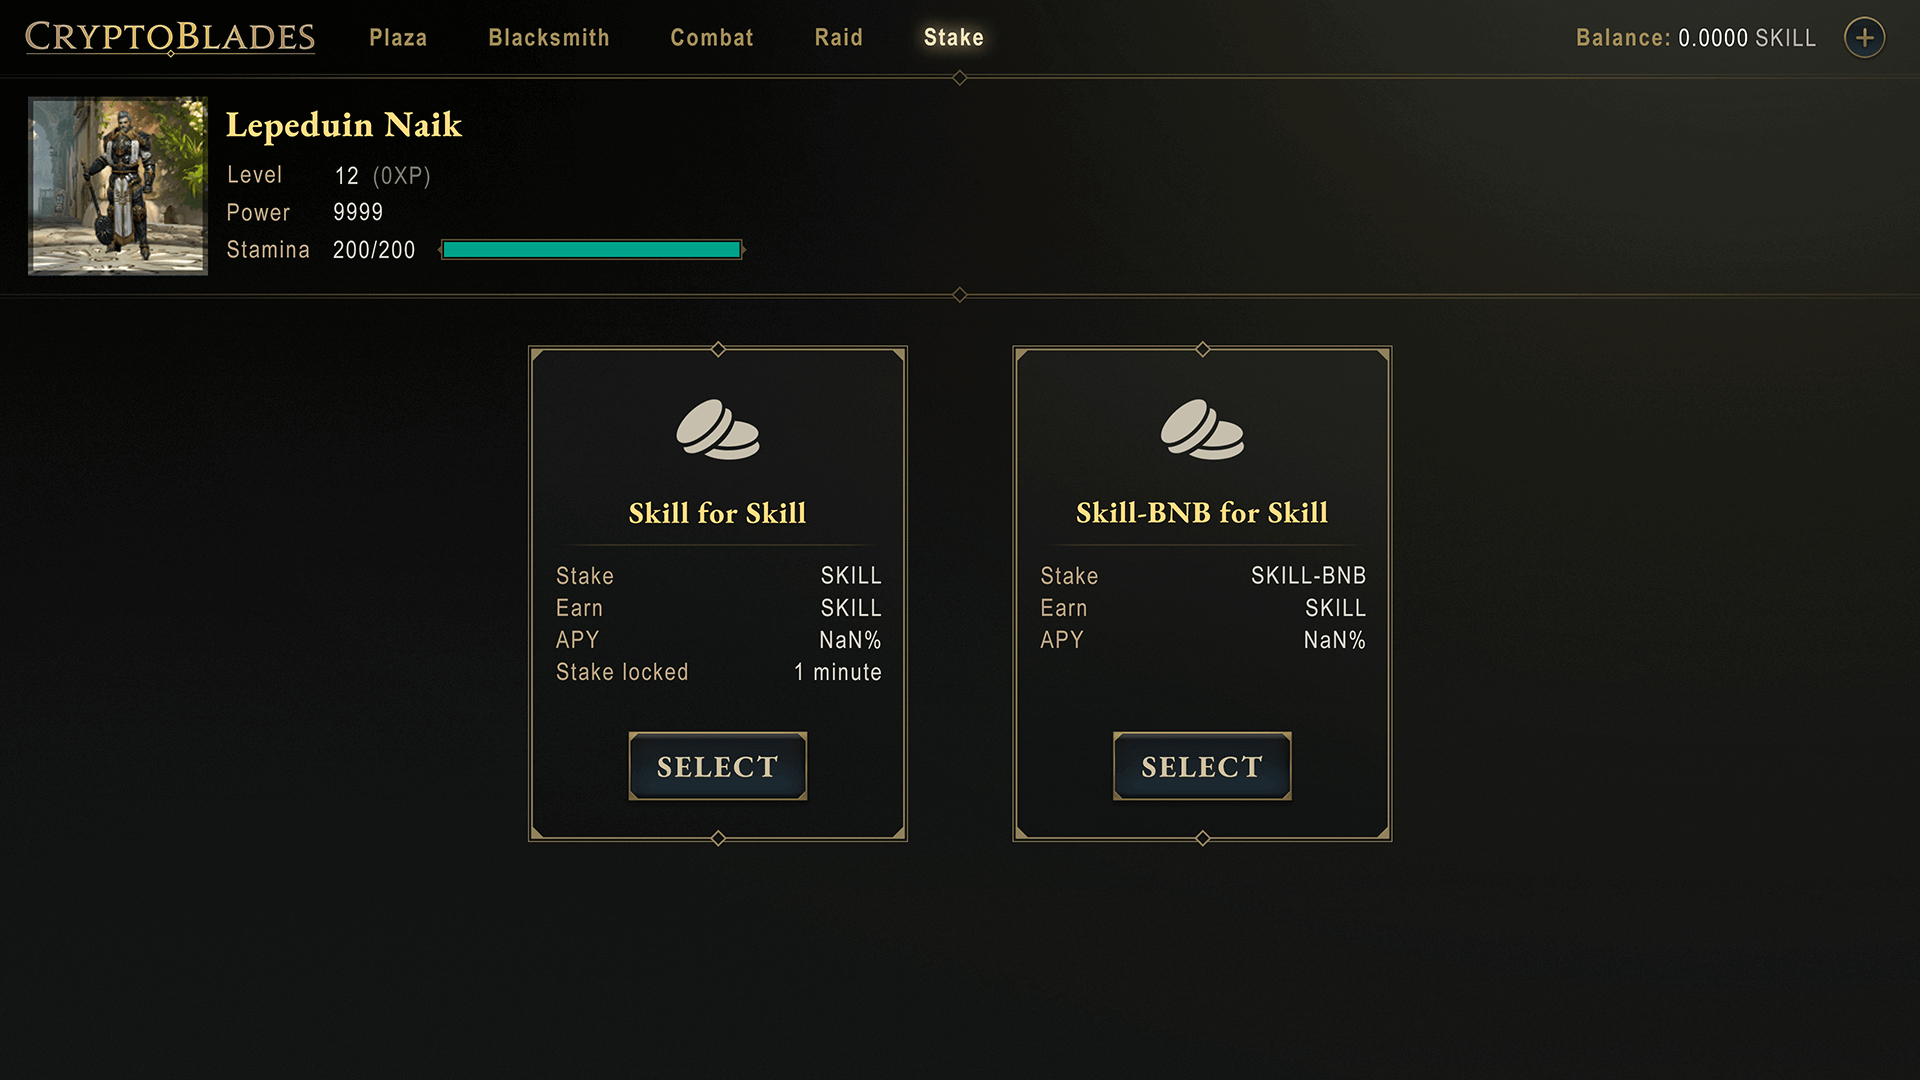 CRYPTOBLADES Plaza Blacksmith Combat Raid Stake Balance: 0.0000 SKILL
Lepeduin Naik
Level 12 (0XP)
Power 9999
Stamina 200/200
Skill for Skill
Stake SKILL
Earn SKILL
APY NaN%
Stake locked 1 minute
SELECT
Skill-BNB for Skill
Stake SKILL-BNB
Earn SKILL
APY NaN%
SELECT